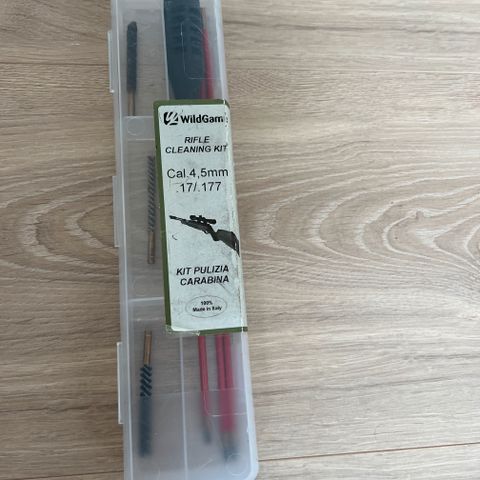 WildGame
RIFLE
CLEANING KIT
Cal.4,5mm
.17/.177
KIT PULIZIA
CARABINA
100%
Made in Italy